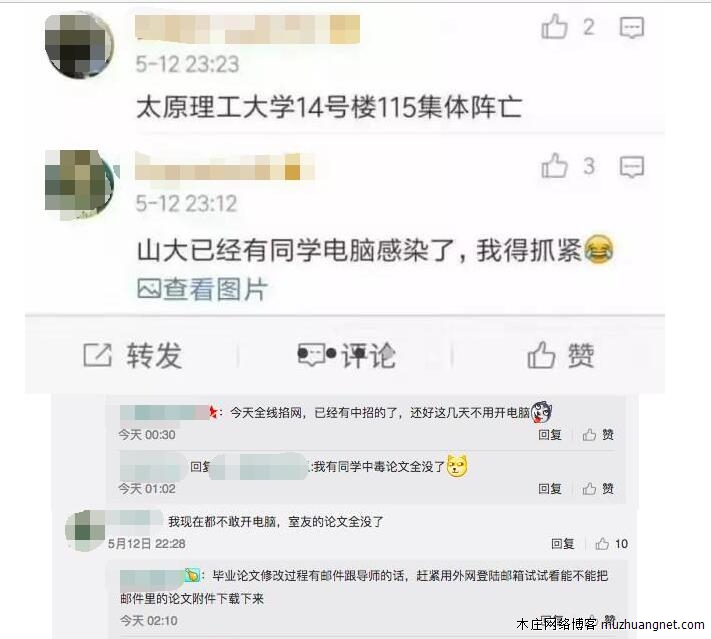 2
5-12 23:23
太原理工大学14号楼115集体阵亡
3
5-12 23:12
山大已经有同学电脑感染了，我得抓紧😂
查看图片
转发 评论 赞
：今天全线掐网，已经有中招的了，还好这几天不用开电脑
今天 00:30 回复 赞
回复 :我有同学中毒论文全没了
今天 01:02 回复 赞
我现在都不敢开电脑，室友的论文全没了
5月12日 22:28 回复 10
：毕业论文修改过程有邮件跟导师的话，赶紧用外网登陆邮箱试试看能不能把
邮件里的论文附件下载下来
今天 02:10
木庄网络博客 muzhuangnet.com